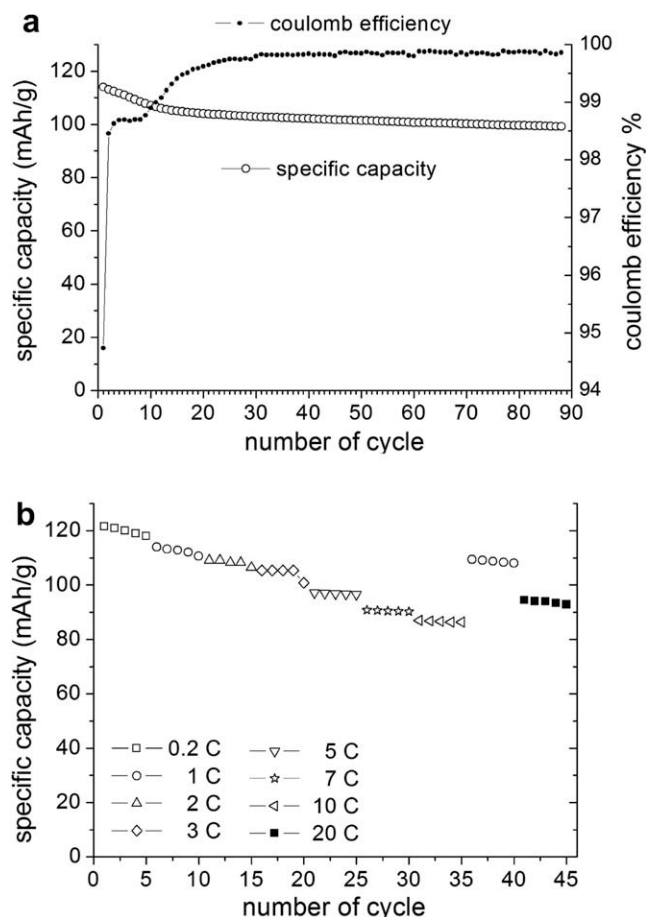 a
coulomb efficiency
specific capacity
specific capacity (mAh/g)
120
100
80
60
40
20
0
coulomb efficiency %
100
99
98
97
96
95
94
0 10 20 30 40 50 60 70 80 90
number of cycle
b
specific capacity (mAh/g)
120
100
80
60
40
20
0
0.2 C 5 C
1 C 7 C
2 C 10 C
3 C 20 C
0 5 10 15 20 25 30 35 40 45
number of cycle